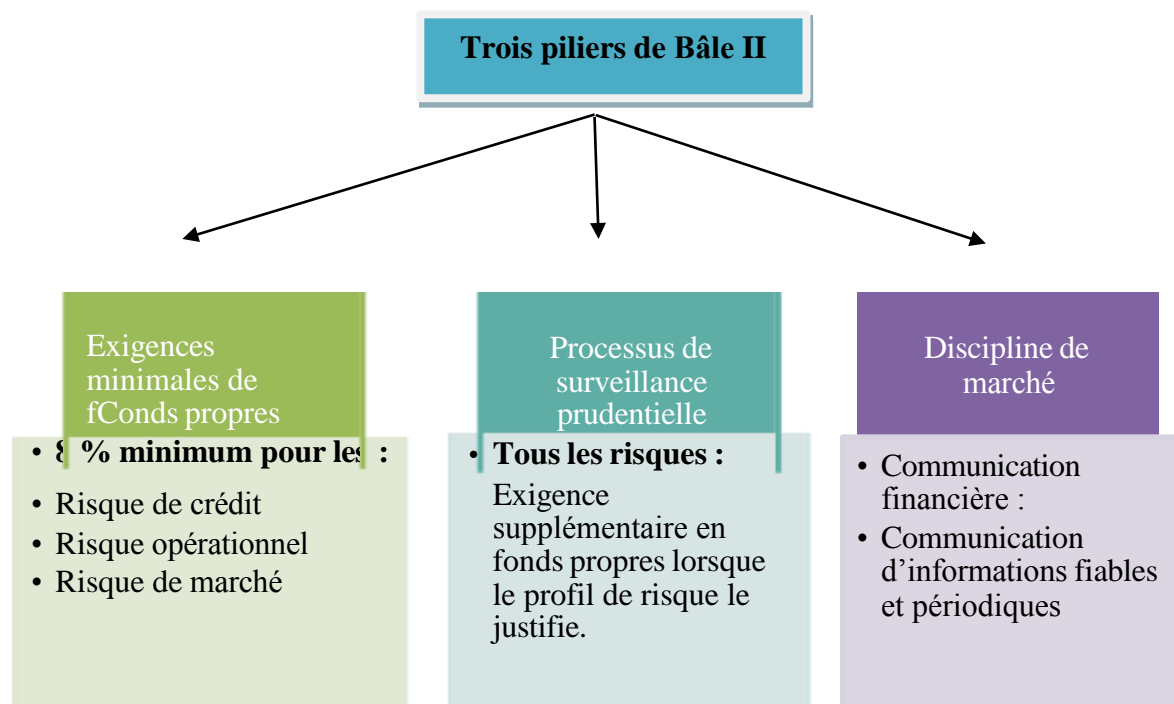 Trois piliers de Bâle II
Exigences
minimales de
fConds propres
• 8 % minimum pour les :
• Risque de crédit
• Risque opérationnel
• Risque de marché
Processus de
surveillance
prudentielle
• Tous les risques :
Exigence
supplémentaire en
fonds propres lorsque
le profil de risque le
justifie.
Discipline de
marché
• Communication
financière :
• Communication
d’informations fiables
et périodiques